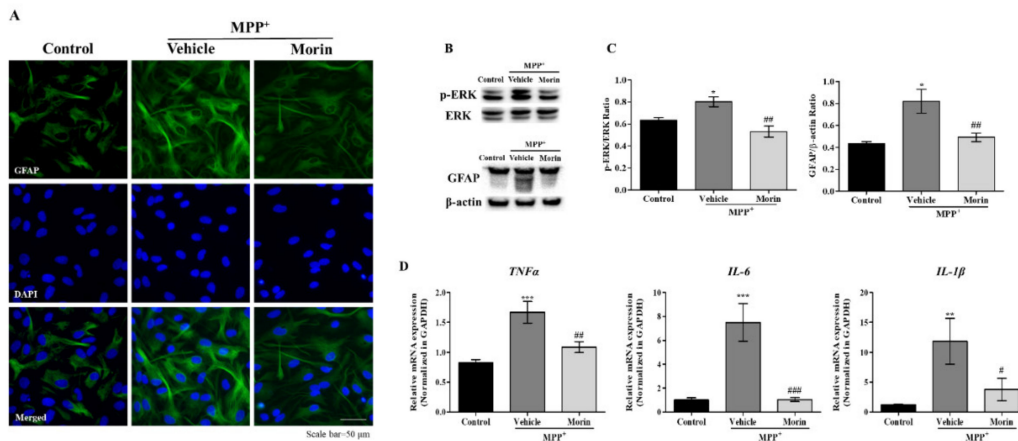 A
MPP+
Control Vehicle Morin
GFAP
DAPI
Merged
Scale bar=50 μm
B
MPP+
Control Vehicle Morin
p-ERK
ERK
MPP+
Control Vehicle Morin
GFAP
β-actin
C
p-ERK/ERK Ratio
1.0
0.8
0.6
0.4
0.2
0.0
*
##
Control Vehicle Morin
MPP+
GFAP/β-actin Ratio
1.0
0.8
0.6
0.4
0.2
0.0
*
##
Control Vehicle Morin
MPP+
D
TNFα
Relative mRNA expression
(Normalized in GAPDH)
2.0
1.5
1.0
0.5
0.0
***
##
Control Vehicle Morin
MPP+
IL-6
Relative mRNA expression
(Normalized in GAPDH)
10
8
6
4
2
0
***
###
Control Vehicle Morin
MPP+
IL-1β
Relative mRNA expression
(Normalized in GAPDH)
20
15
10
5
0
**
#
Control Vehicle Morin
MPP+